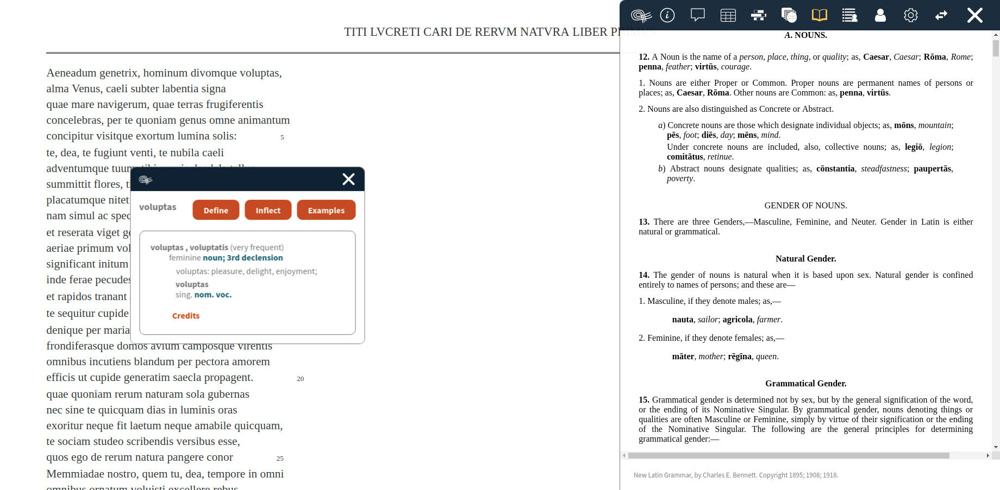 TITI LVCRETI CARI DE RERVM NATVRA LIBER PRIMVS
Aeneadum genetrix, hominum divomque voluptas,
alma Venus, caeli subter labentia signa
quae mare navigerum, quae terras frugiferentis
concelebras, per te quoniam genus omne animantum
concipitur visitque exortum lumina solis: 5
te, dea, te fugiunt venti, te nubila caeli
adventumque tuum
summittit flores,
placatumque nitet
nam simul ac
et reserata viget
aeriae primum
significant initum
inde ferae
et rapidos tranant
te sequitur cupide
denique per maria
frondiferasque domos avium camposque virentis
omnibus incutiens blandum per pectora amorem
efficis ut cupide generatim saecla propagent. 20
quae quoniam rerum naturam sola gubernas
nec sine te quicquam dias in luminis oras
exoritur neque fit laetum neque amabile quicquam,
te sociam studeo scribendis versibus esse,
quos ego de rerum natura pangere conor 25
Memmiadae nostro, quem tu, dea, tempore in omni
omnibus ornatum voluisti excellere rebus
voluptas
Define
Inflect
Examples
voluptas , voluptatis (very frequent)
feminine noun; 3rd declension
voluptas: pleasure, delight, enjoyment;
voluptas
sing. nom. voc.
Credits
A. NOUNS.
12. A Noun is the name of a person, place, thing, or quality; as, Caesar, Caesar; Rōma, Rome;
penna, feather; virtūs, courage.
1. Nouns are either Proper or Common. Proper nouns are permanent names of persons or
places; as, Caesar, Rōma. Other nouns are Common: as, penna, virtūs.
2. Nouns are also distinguished as Concrete or Abstract.
a) Concrete nouns are those which designate individual objects; as, mōns, mountain;
pēs, foot; diēs, day; mēns, mind.
Under concrete nouns are included, also, collective nouns; as, legiō, legion;
comitātus, retinue.
b) Abstract nouns designate qualities; as, cōnstantia, steadfastness; paupertās,
poverty.
GENDER OF NOUNS.
13. There are three Genders,—Masculine, Feminine, and Neuter. Gender in Latin is either
natural or grammatical.
Natural Gender.
14. The gender of nouns is natural when it is based upon sex. Natural gender is confined
entirely to names of persons; and these are—
1. Masculine, if they denote males; as,—
nauta, sailor; agricola, farmer.
2. Feminine, if they denote females; as,—
māter, mother; rēgīna, queen.
Grammatical Gender.
15. Grammatical gender is determined not by sex, but by the general signification of the word,
or the ending of its Nominative Singular. By grammatical gender, nouns denoting things or
qualities are often Masculine or Feminine, simply by virtue of their signification or the ending
of the Nominative Singular. The following are the general principles for determining
grammatical gender:—
New Latin Grammar, by Charles E. Bennett. Copyright 1895; 1908; 1918.